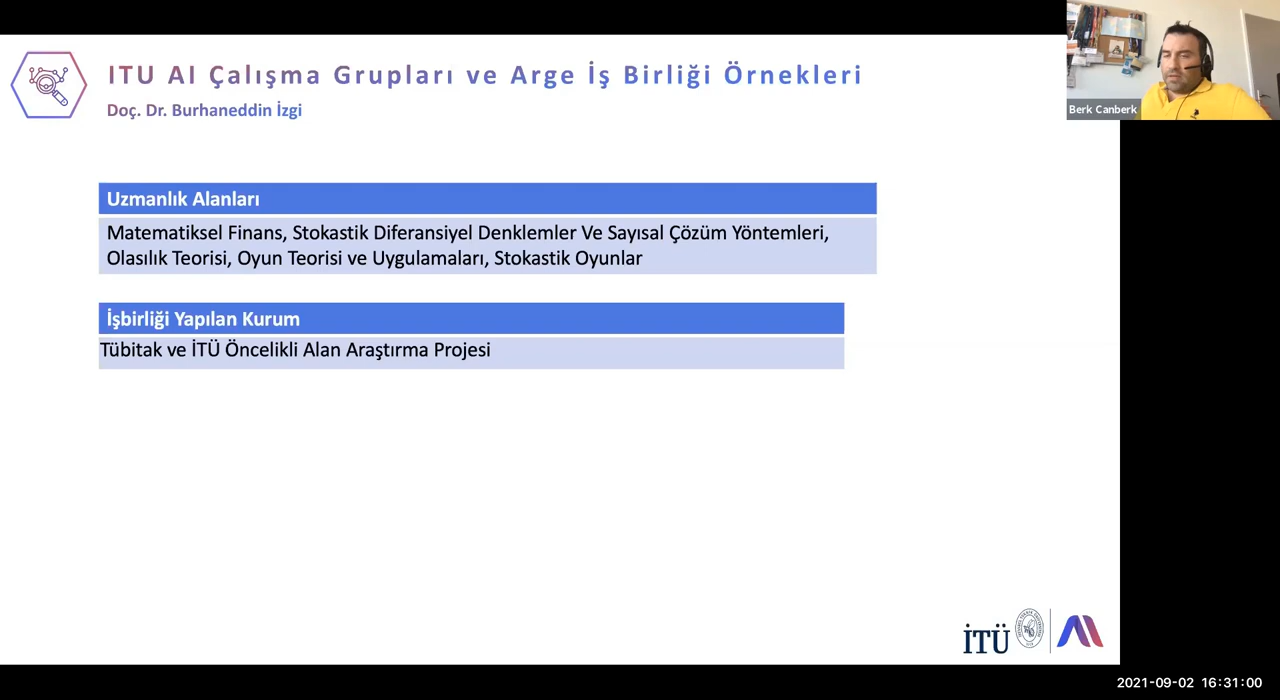 ITU AI Çalışma Grupları ve Arge İş Birliği Örnekleri
Doç. Dr. Burhaneddin İzgi
Berk Canberk
Uzmanlık Alanları
Matematiksel Finans, Stokastik Diferansiyel Denklemler Ve Sayısal Çözüm Yöntemleri,
Olasılık Teorisi, Oyun Teorisi ve Uygulamaları, Stokastik Oyunlar
İşbirliği Yapılan Kurum
Tübitak ve İTÜ Öncelikli Alan Araştırma Projesi
İTÜ
2021-09-02 16:31:00